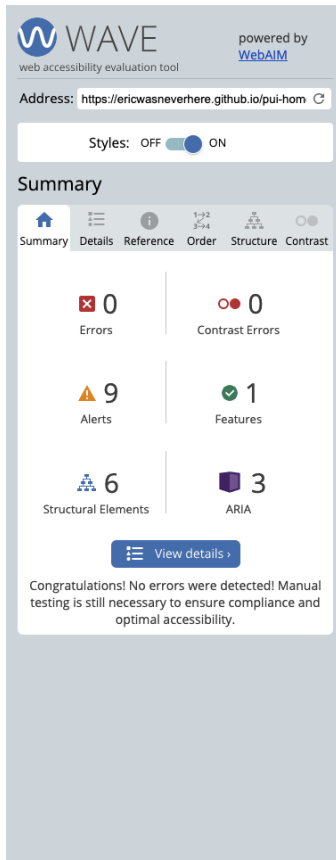 WAVE
web accessibility evaluation tool
powered by
WebAIM
Address: https://ericwasneverhere.github.io/pui-hom
Styles: OFF ON
Summary
1→2
3→4
Summary Details Reference Order Structure Contrast
0 0
Errors Contrast Errors
9 1
Alerts Features
6 3
Structural Elements ARIA
View details ›
Congratulations! No errors were detected! Manual
testing is still necessary to ensure compliance and
optimal accessibility.